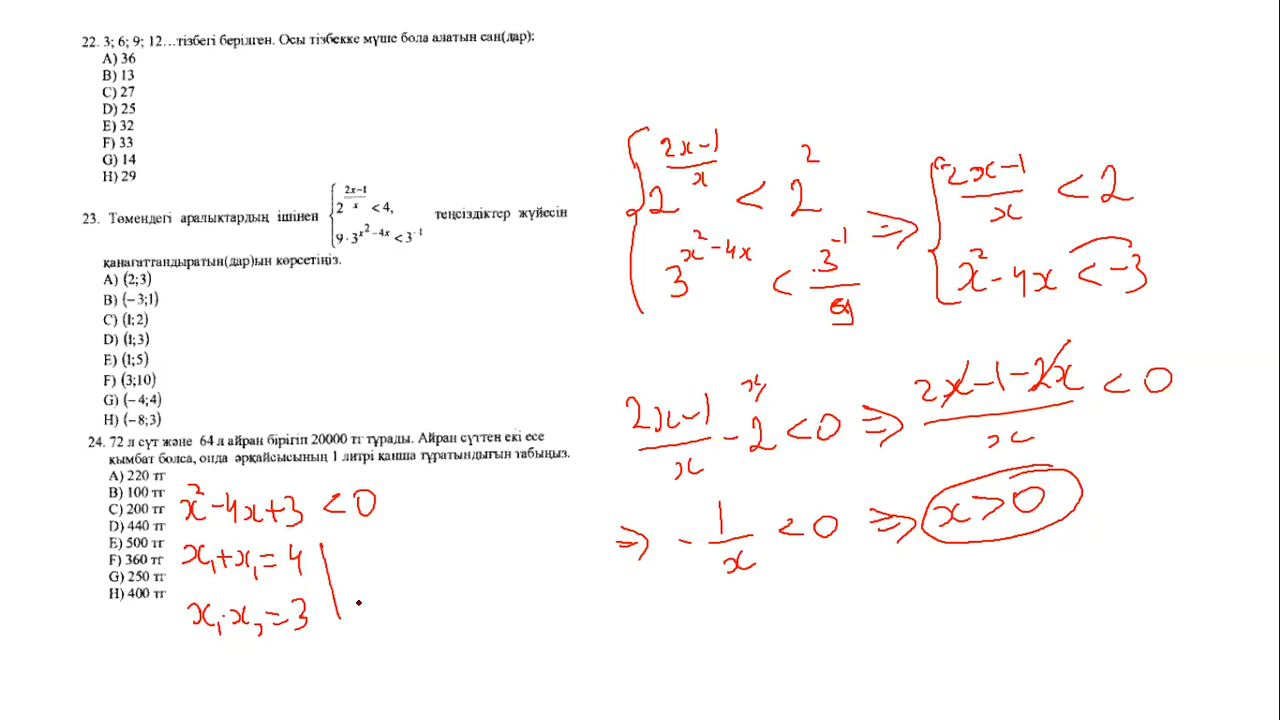 22. 3; 6; 9; 12…тізбегі берілген. Осы тізбекке мүше бола алатын сан(дар):
A) 36
B) 13
C) 27
D) 25
E) 32
F) 33
G) 14
H) 29
23. Төмендегі аралықтардың ішінен { 2^((2x−1)/x) < 4, 9·3^(x²−4x) < 3^(-1) теңсіздіктер жүйесін
қанағаттандыратын(дар)ын көрсетіңіз.
A) (2;3)
B) (−3;1)
C) (1;2)
D) (1;3)
E) (1;5)
F) (3;10)
G) (−4;4)
H) (−8;3)
24. 72 л сүт және 64 л айран бірігіп 20000 тг тұрады. Айран сүттен екі есе
қымбат болса, онда әрқайсысының 1 литрі қанша тұратындығын табыңыз.
A) 220 тг
B) 100 тг
C) 200 тг
D) 440 тг
E) 500 тг
F) 360 тг
G) 250 тг
H) 400 тг
x² − 4x + 3 < 0
x₁ + x₁ = 4
x₁ · x₂ = 3
{ 2^((2x−1)/x) < 2² ⇒ { (2x−1)/x < 2
3^(x²−4x) < 3^(-1)/9 x² − 4x < −3
(2x−1)/x − 2 < 0 ⇒ (2x−1−2x)/x < 0
⇒ − 1/x < 0 ⇒ x > 0